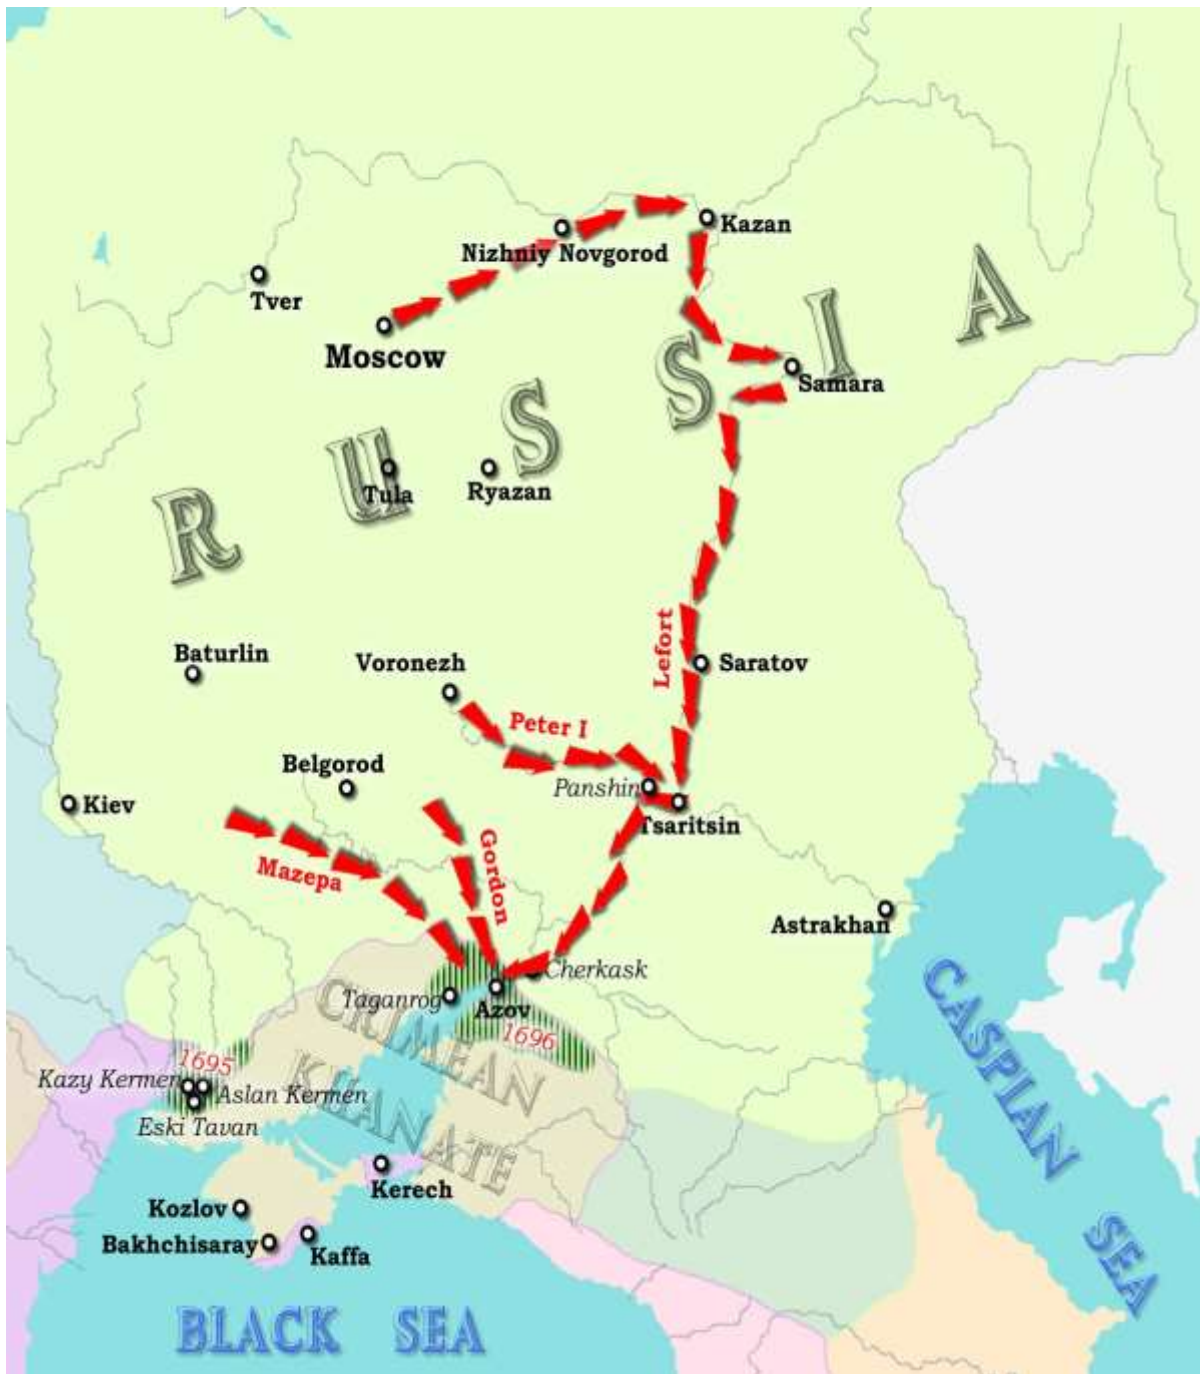 Kazan
Nizhniy Novgorod
Tver
Moscow
Samara
RUSSIA
Tula
Ryazan
Lefort
Baturlin
Voronezh
Saratov
Peter I
Belgorod
Panshin
Kiev
Tsaritsin
Mazepa
Gordon
Astrakhan
Cherkask
Taganrog
Azov
CRIMEAN
KHANATE
1696
1695
Kazy Kermen
Aslan Kermen
Eski Tavan
CASPIAN SEA
Kerech
Kozlov
Bakhchisaray
Kaffa
BLACK SEA